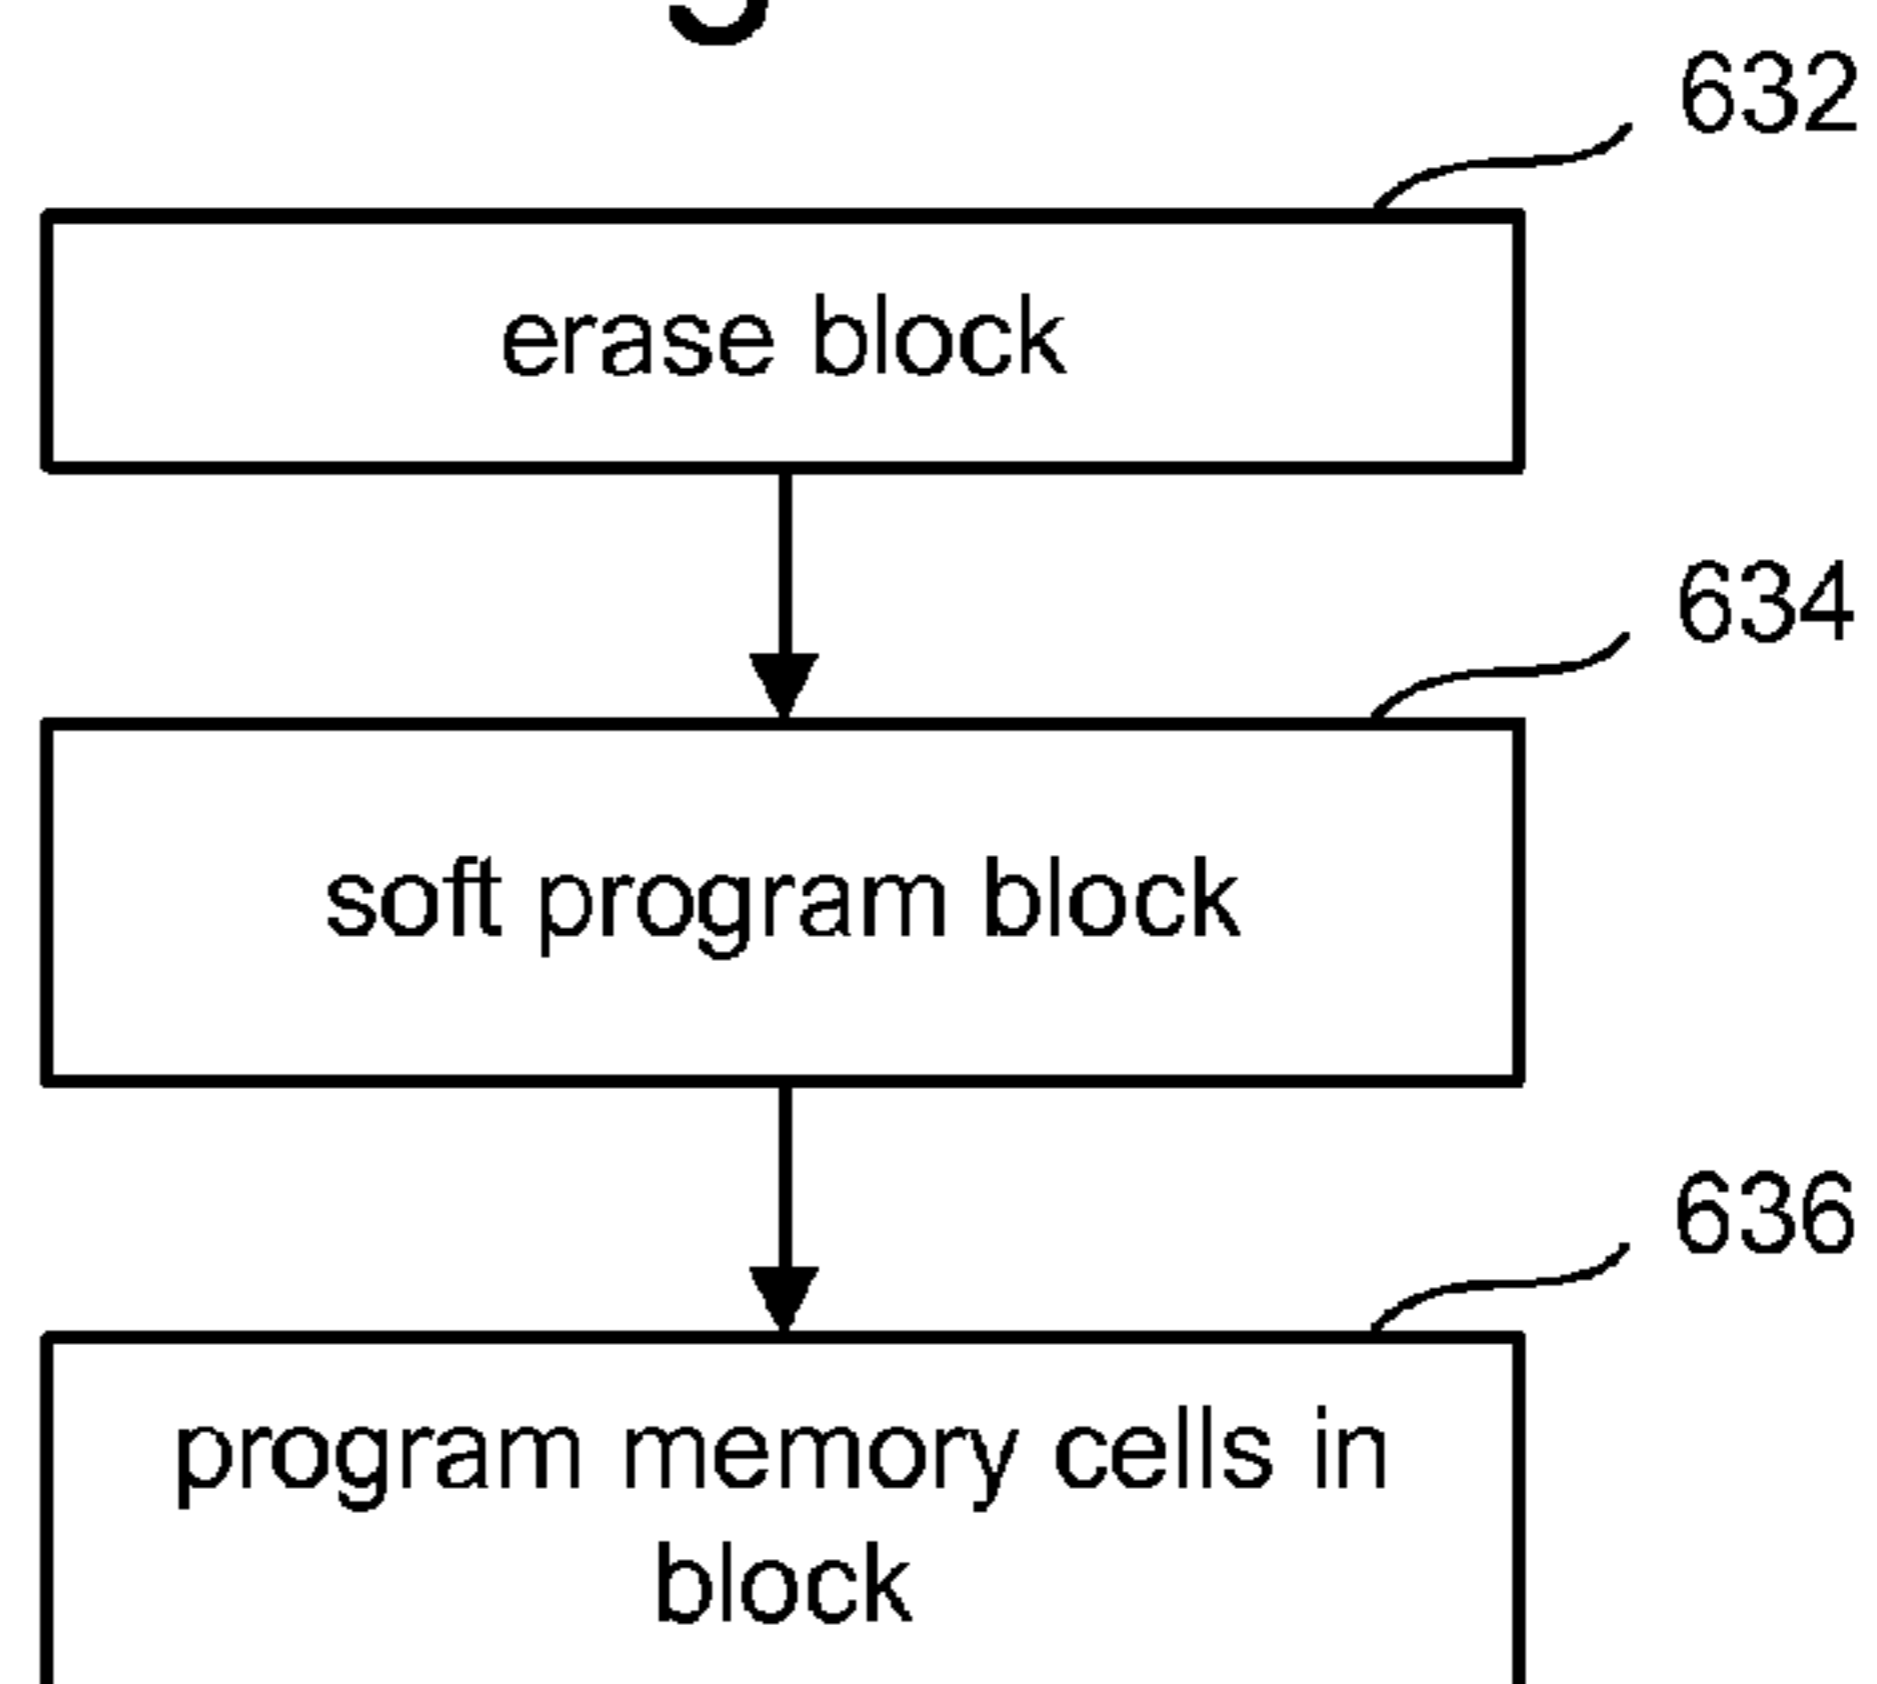 632
erase block
634
soft program block
636
program memory cells in
block